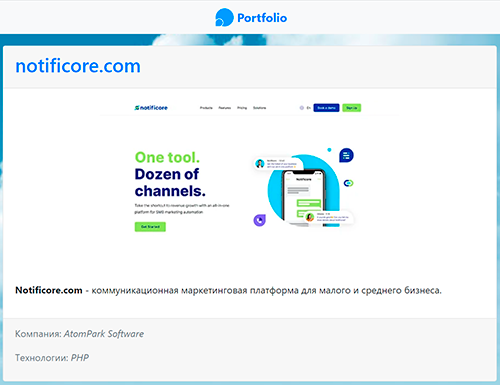 Portfolio
notificore.com
notificore
Products Features Pricing Solutions EN Book a demo Sign Up
One tool.
Dozen of
channels.
Take the shortcut to revenue growth with an all-in-one
platform for SMS marketing automation
Get Started
Notificore
Notificore.com - коммуникационная маркетинговая платформа для малого и среднего бизнеса.
Компания: AtomPark Software
Технологии: PHP